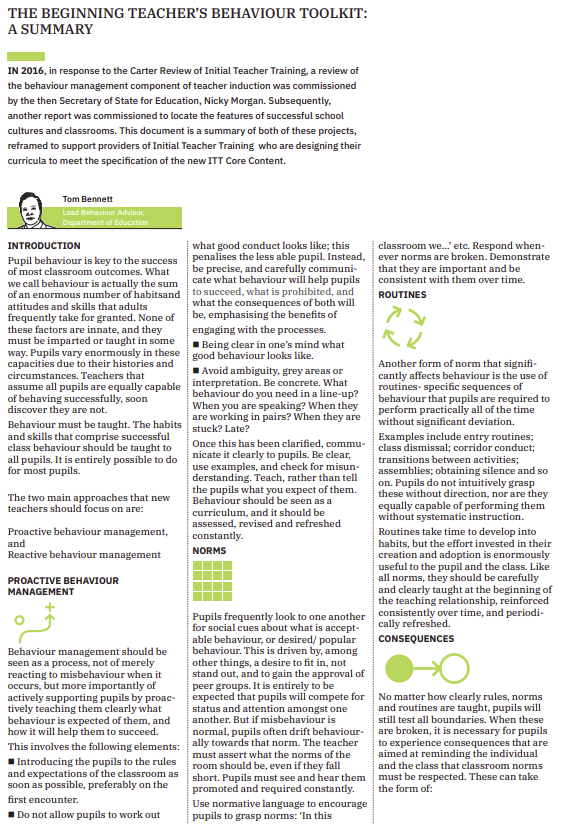 THE BEGINNING TEACHER'S BEHAVIOUR TOOLKIT:
A SUMMARY
IN 2016, in response to the Carter Review of Initial Teacher Training, a review of
the behaviour management component of teacher induction was commissioned
by the then Secretary of State for Education, Nicky Morgan. Subsequently,
another report was commissioned to locate the features of successful school
cultures and classrooms. This document is a summary of both of these projects,
reframed to support providers of Initial Teacher Training who are designing their
curricula to meet the specification of the new ITT Core Content.
Tom Bennett
Lead Behaviour Advisor,
Department of Education
INTRODUCTION
Pupil behaviour is key to the success
of most classroom outcomes. What
we call behaviour is actually the sum
of an enormous number of habitsand
attitudes and skills that adults
frequently take for granted. None of
these factors are innate, and they
must be imparted or taught in some
way. Pupils vary enormously in these
capacities due to their histories and
circumstances. Teachers that
assume all pupils are equally capable
of behaving successfully, soon
discover they are not.
Behaviour must be taught. The habits
and skills that comprise successful
class behaviour should be taught to
all pupils. It is entirely possible to do
for most pupils.
The two main approaches that new
teachers should focus on are:
Proactive behaviour management,
and
Reactive behaviour management
PROACTIVE BEHAVIOUR
MANAGEMENT
Behaviour management should be
seen as a process, not of merely
reacting to misbehaviour when it
occurs, but more importantly of
actively supporting pupils by proac-
tively teaching them clearly what
behaviour is expected of them, and
how it will help them to succeed.
This involves the following elements:
■ Introducing the pupils to the rules
and expectations of the classroom as
soon as possible, preferably on the
first encounter.
■ Do not allow pupils to work out
what good conduct looks like; this
penalises the less able pupil. Instead,
be precise, and carefully communi-
cate what behaviour will help pupils
to succeed, what is prohibited, and
what the consequences of both will
be, emphasising the benefits of
engaging with the processes.
■ Being clear in one's mind what
good behaviour looks like.
■ Avoid ambiguity, grey areas or
interpretation. Be concrete. What
behaviour do you need in a line-up?
When you are speaking? When they
are working in pairs? When they are
stuck? Late?
Once this has been clarified, commu-
nicate it clearly to pupils. Be clear,
use examples, and check for misun-
derstanding. Teach, rather than tell
the pupils what you expect of them.
Behaviour should be seen as a
curriculum, and it should be
assessed, revised and refreshed
constantly.
NORMS
Pupils frequently look to one another
for social cues about what is accept-
able behaviour, or desired/ popular
behaviour. This is driven by, among
other things, a desire to fit in, not
stand out, and to gain the approval of
peer groups. It is entirely to be
expected that pupils will compete for
status and attention amongst one
another. But if misbehaviour is
normal, pupils often drift behaviour-
ally towards that norm. The teacher
must assert what the norms of the
room should be, even if they fall
short. Pupils must see and hear them
promoted and required constantly.
Use normative language to encourage
pupils to grasp norms: 'In this
classroom we...' etc. Respond when-
ever norms are broken. Demonstrate
that they are important and be
consistent with them over time.
ROUTINES
Another form of norm that signifi-
cantly affects behaviour is the use of
routines- specific sequences of
behaviour that pupils are required to
perform practically all of the time
without significant deviation.
Examples include entry routines;
class dismissal; corridor conduct;
transitions between activities;
assemblies; obtaining silence and so
on. Pupils do not intuitively grasp
these without direction, nor are they
equally capable of performing them
without systematic instruction.
Routines take time to develop into
habits, but the effort invested in their
creation and adoption is enormously
useful to the pupil and the class. Like
all norms, they should be carefully
and clearly taught at the beginning of
the teaching relationship, reinforced
consistently over time, and periodi-
cally refreshed.
CONSEQUENCES
No matter how clearly rules, norms
and routines are taught, pupils will
still test all boundaries. When these
are broken, it is necessary for pupils
to experience consequences that are
aimed at reminding the individual
and the class that classroom norms
must be respected. These can take
the form of: